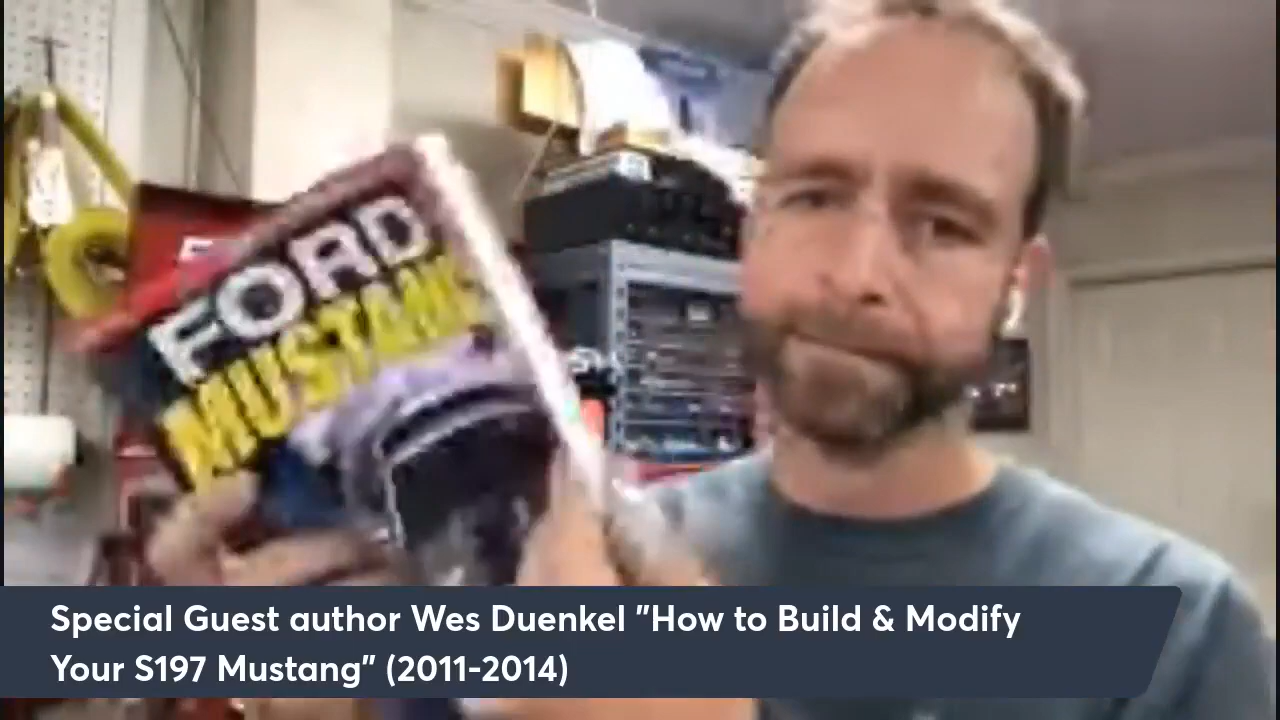 FORD
MUSTANG
Special Guest author Wes Duenkel "How to Build & Modify
Your S197 Mustang" (2011-2014)